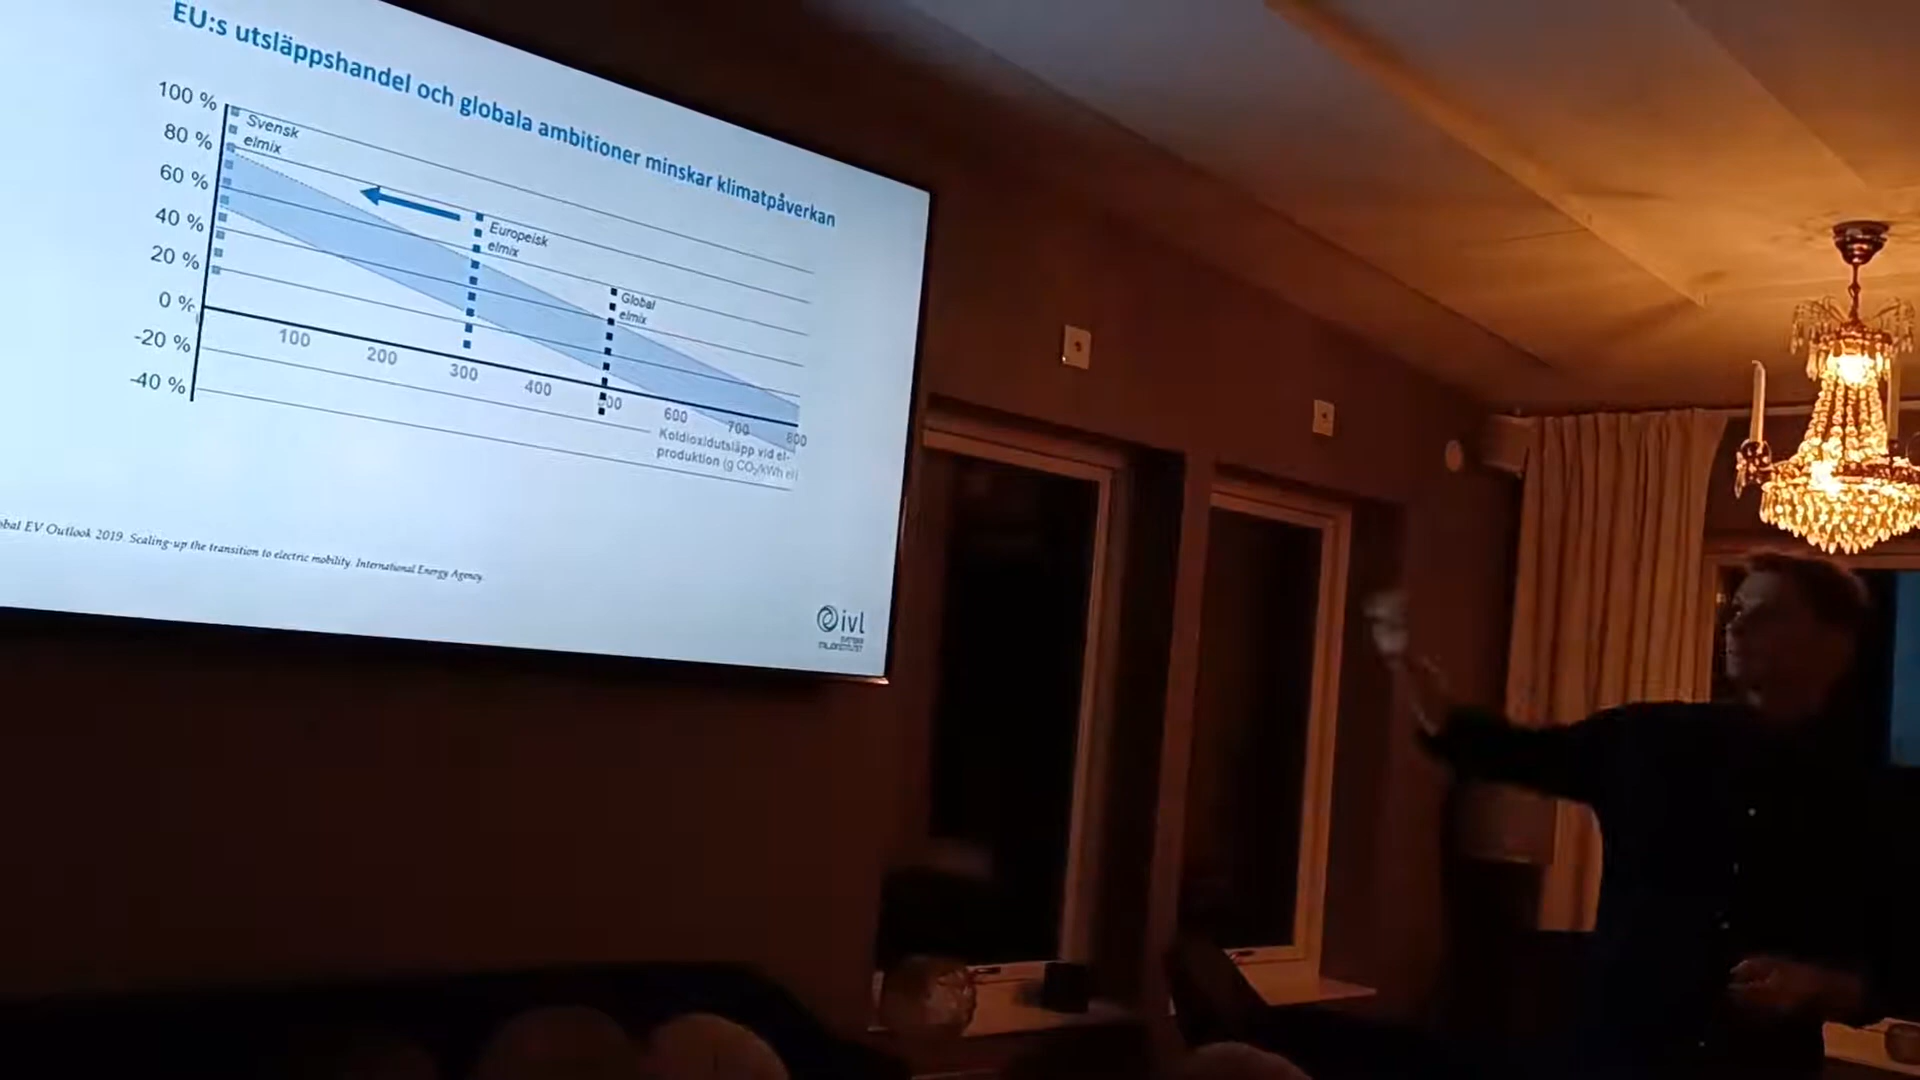 EU:s utsläppshandel och globala ambitioner minskar klimatpåverkan
100 %
80 %
60 %
40 %
20 %
0 %
-20 %
-40 %
Svensk
elmix
Europeisk
elmix
Global
elmix
100
200
300
400
600
700
800
Koldioxidutsläpp vid el-
produktion (g CO₂/kWh el)
EV Outlook 2019. Scaling-up the transition to electric mobility. International Energy Agency.
ivl
SVENSKA
MILJÖINSTITUTET